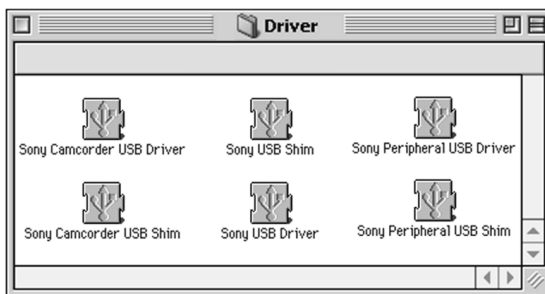 Driver
Sony Camcorder USB Driver
Sony USB Shim
Sony Peripheral USB Driver
Sony Camcorder USB Shim
Sony USB Driver
Sony Peripheral USB Shim